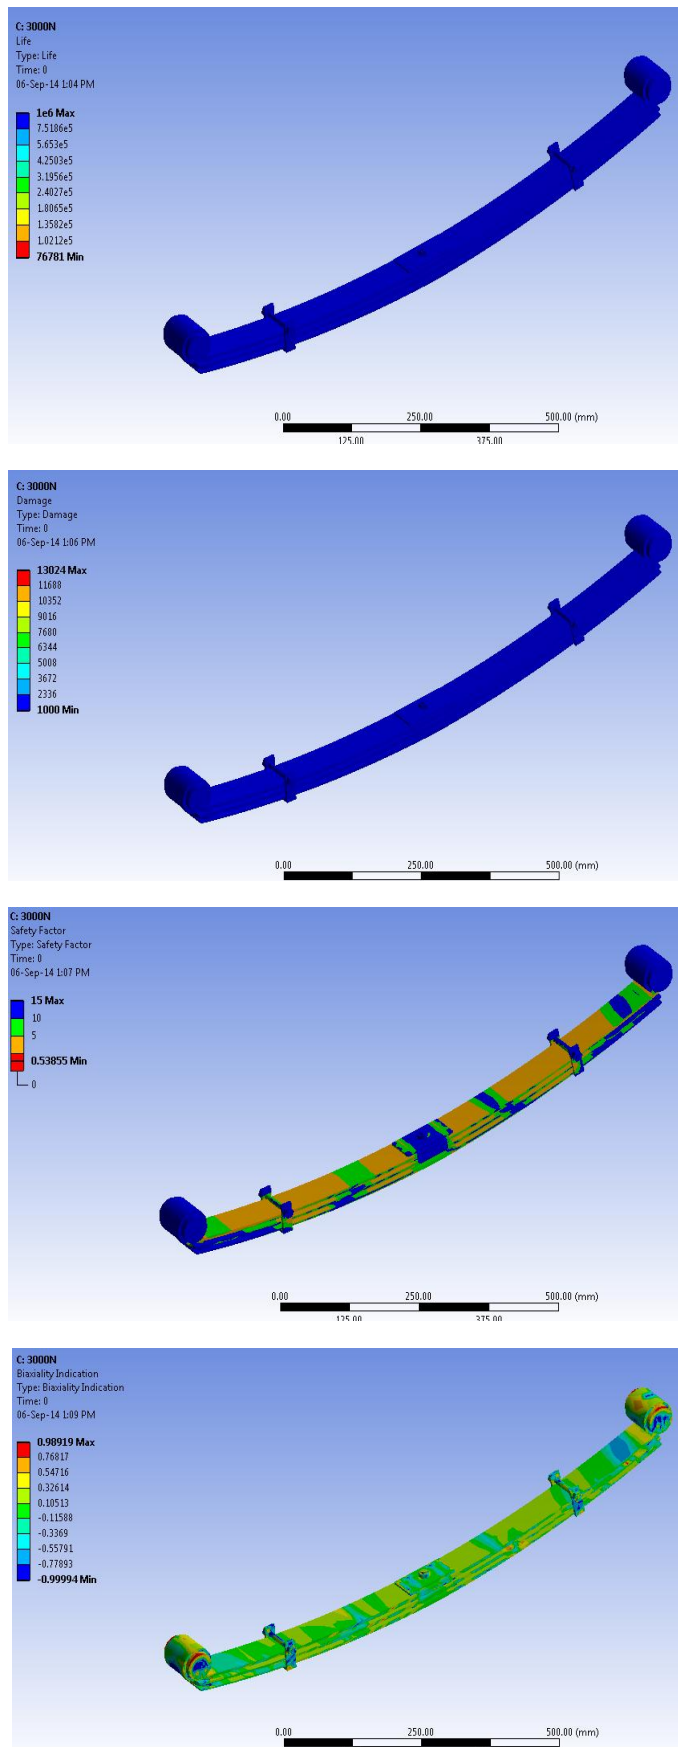 C: 3000N
Life
Type: Life
Time: 0
06-Sep-14 1:04 PM
1e6 Max
7.5186e5
5.653e5
4.2503e5
3.1956e5
2.4027e5
1.8065e5
1.3582e5
1.0212e5
76781 Min
0.00 250.00 500.00 (mm)
125.00 375.00
C: 3000N
Damage
Type: Damage
Time: 0
06-Sep-14 1:06 PM
13024 Max
11688
10352
9016
7680
6344
5008
3672
2336
1000 Min
0.00 250.00 500.00 (mm)
C: 3000N
Safety Factor
Type: Safety Factor
Time: 0
06-Sep-14 1:07 PM
15 Max
10
5
0.53855 Min
0
0.00 250.00 500.00 (mm)
125.00 375.00
C: 3000N
Biaxiality Indication
Type: Biaxiality Indication
Time: 0
06-Sep-14 1:09 PM
0.98919 Max
0.76817
0.54716
0.32614
0.10513
-0.11588
-0.3369
-0.55791
-0.77893
-0.99994 Min
0.00 250.00 500.00 (mm)